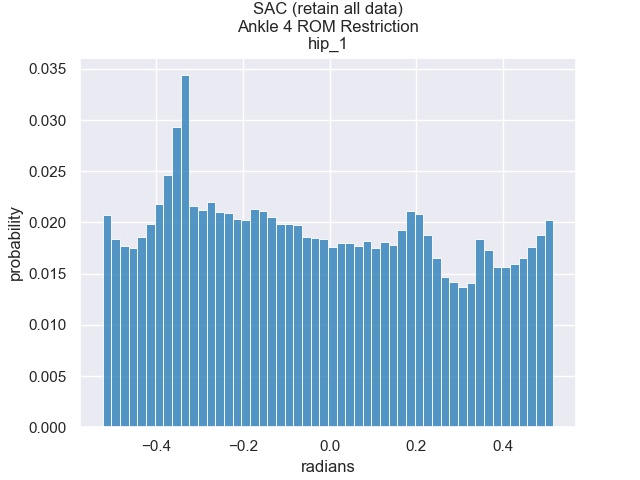 SAC (retain all data)
Ankle 4 ROM Restriction
hip_1
0.035
0.030
0.025
0.020
0.015
0.010
0.005
0.000
probability
−0.4
−0.2
0.0
0.2
0.4
radians